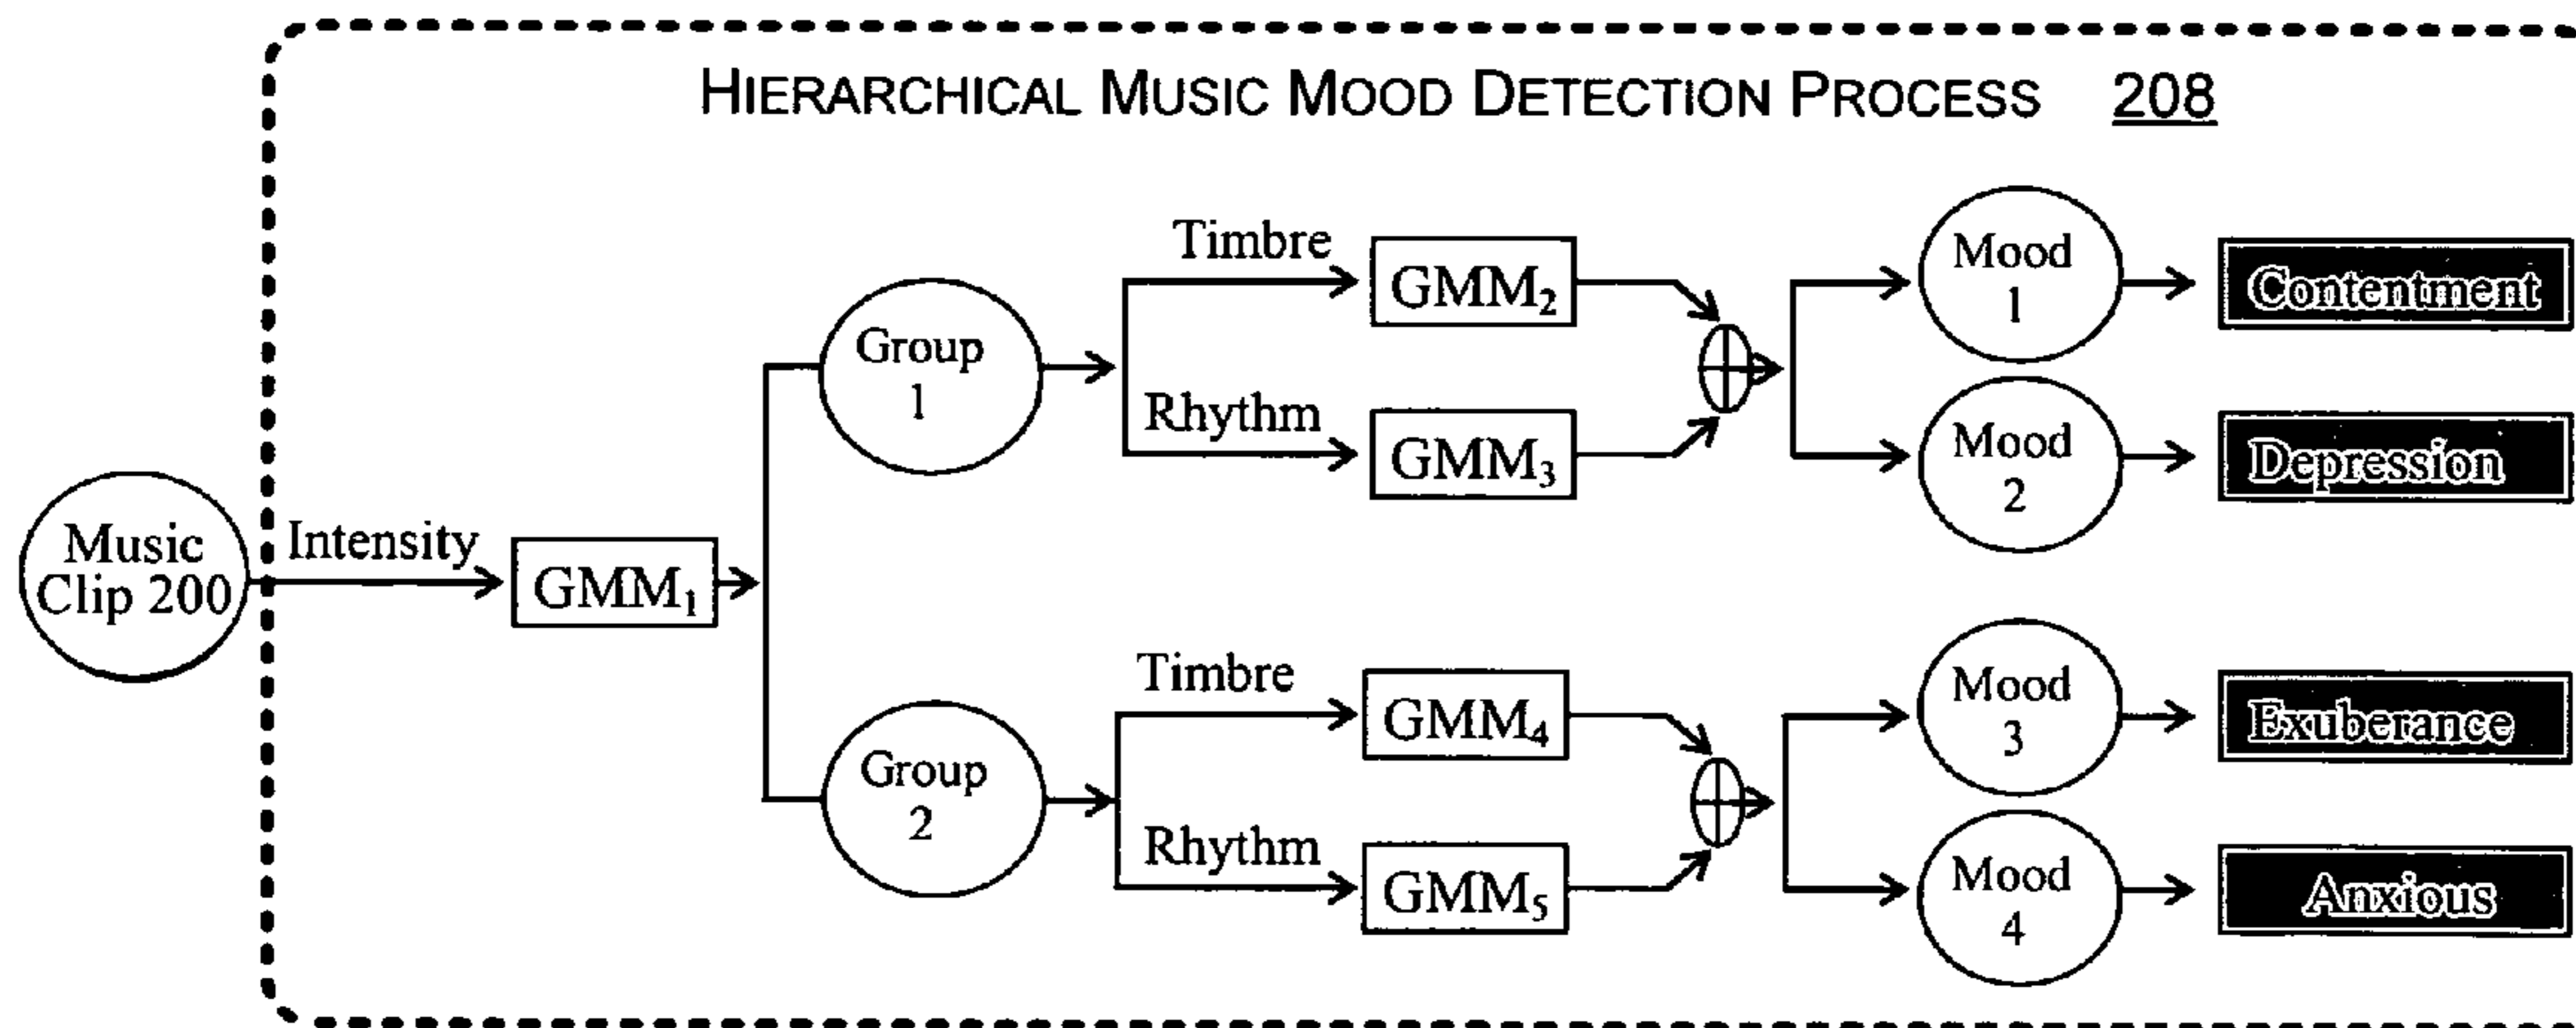 HIERARCHICAL MUSIC MOOD DETECTION PROCESS 208
Music
Clip 200
Intensity
GMM₁
Group
1
Timbre
GMM₂
Rhythm
GMM₃
Mood
1
Contentment
Mood
2
Depression
Group
2
Timbre
GMM₄
Rhythm
GMM₅
Mood
3
Exuberance
Mood
4
Anxious